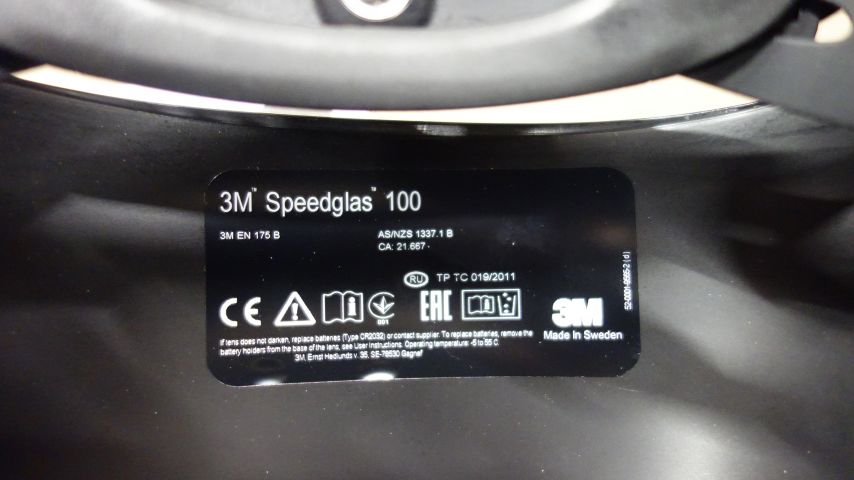 3M™ Speedglas™ 100
3M EN 175 B
AS/NZS 1337.1 B
CA: 21.667
RU TP TC 019/2011
CE
001
EAC
3M
Made in Sweden
If lens does not darken, replace batteries (Type CR2032) or contact supplier. To replace batteries, remove the
battery holders from the base of the lens, see User Instructions. Operating temperature: -5 to 55 C.
3M, Ernst Hedlunds v. 35, SE-78530 Gagnef